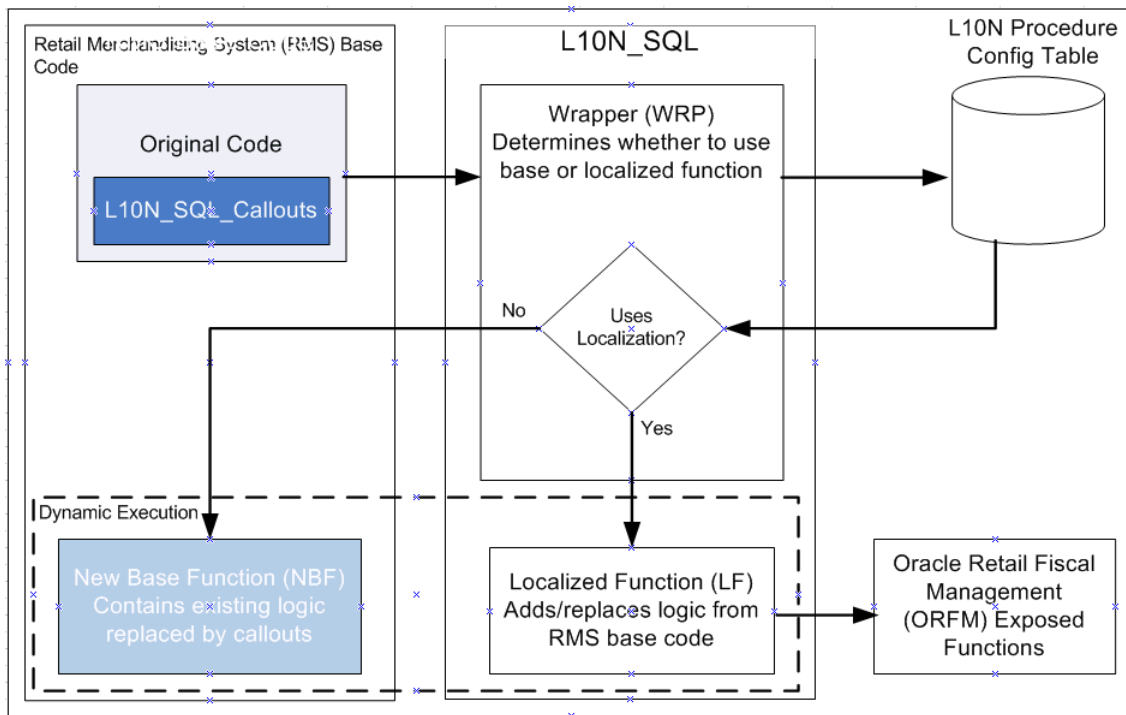 Retail Merchandising System (RMS) Base
Code
Original Code
L10N_SQL_Callouts
L10N_SQL
Wrapper (WRP)
Determines whether to use
base or localized function
L10N Procedure
Config Table
No
Uses
Localization?
Yes
Dynamic Execution
New Base Function (NBF)
Contains existing logic
replaced by callouts
Localized Function (LF)
Adds/replaces logic from
RMS base code
Oracle Retail Fiscal
Management
(ORFM) Exposed
Functions